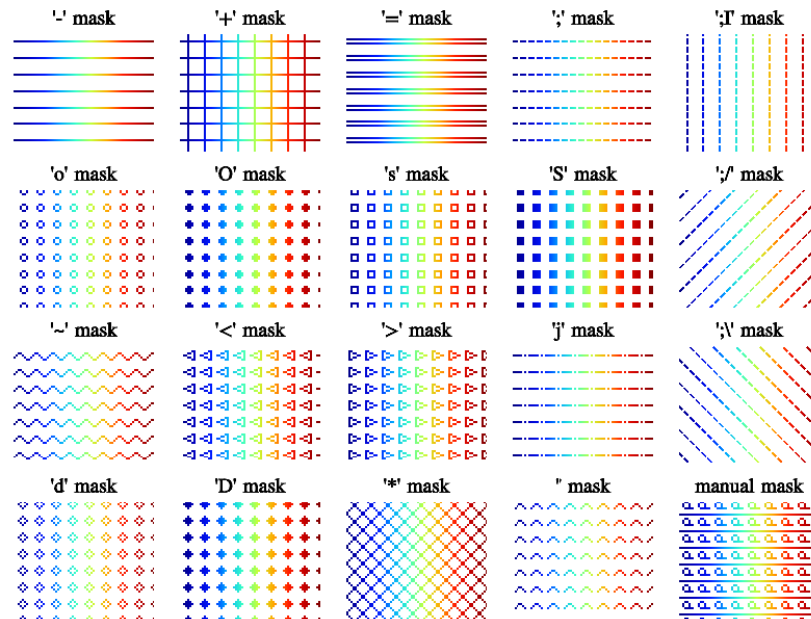 '-' mask
'+' mask
'=' mask
';' mask
';I' mask
'o' mask
'O' mask
's' mask
'S' mask
';/' mask
'~' mask
'<' mask
'>' mask
'j' mask
';\' mask
'd' mask
'D' mask
'*' mask
'' mask
manual mask